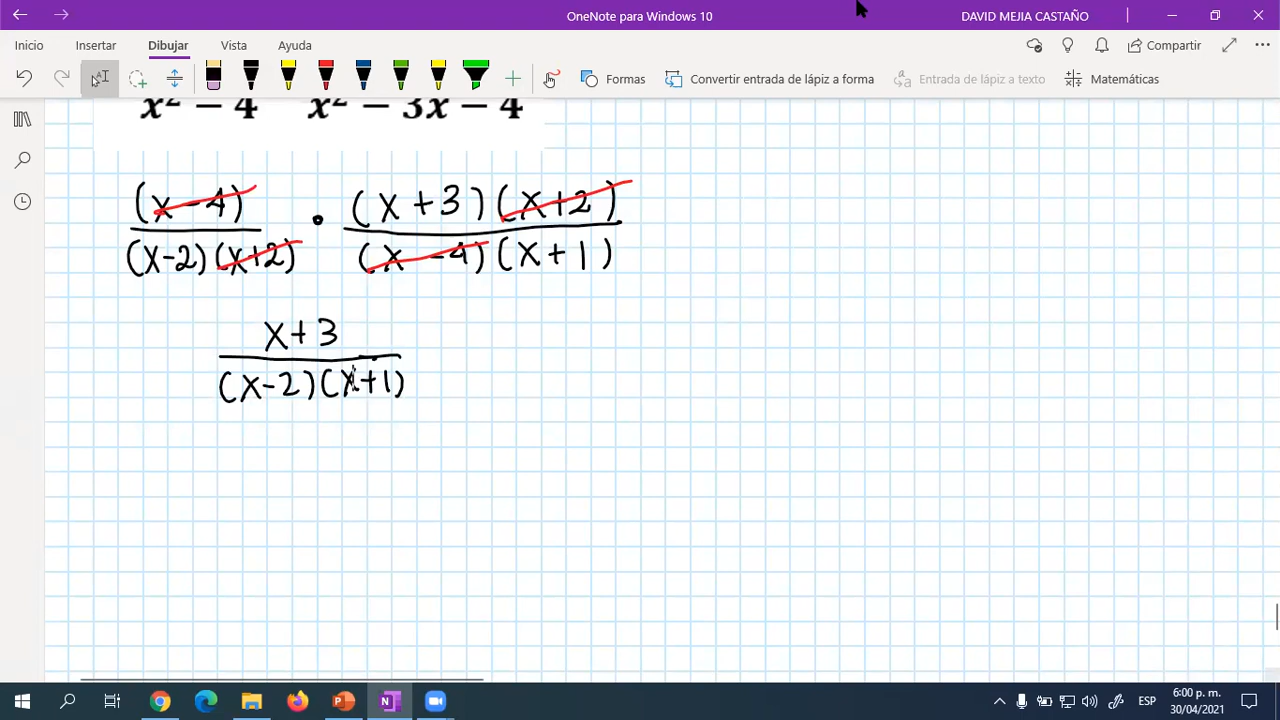 OneNote para Windows 10
DAVID MEJIA CASTAÑO
Inicio Insertar Dibujar Vista Ayuda
Compartir
Formas Convertir entrada de lápiz a forma Entrada de lápiz a texto Matemáticas
x² − 4 x² − 3x − 4
(x-4) · (x+3)(x+2)
(x-2)(x+2) (x-4)(x+1)
x+3
(x-2)(x+1)
ESP
6:00 p. m.
30/04/2021